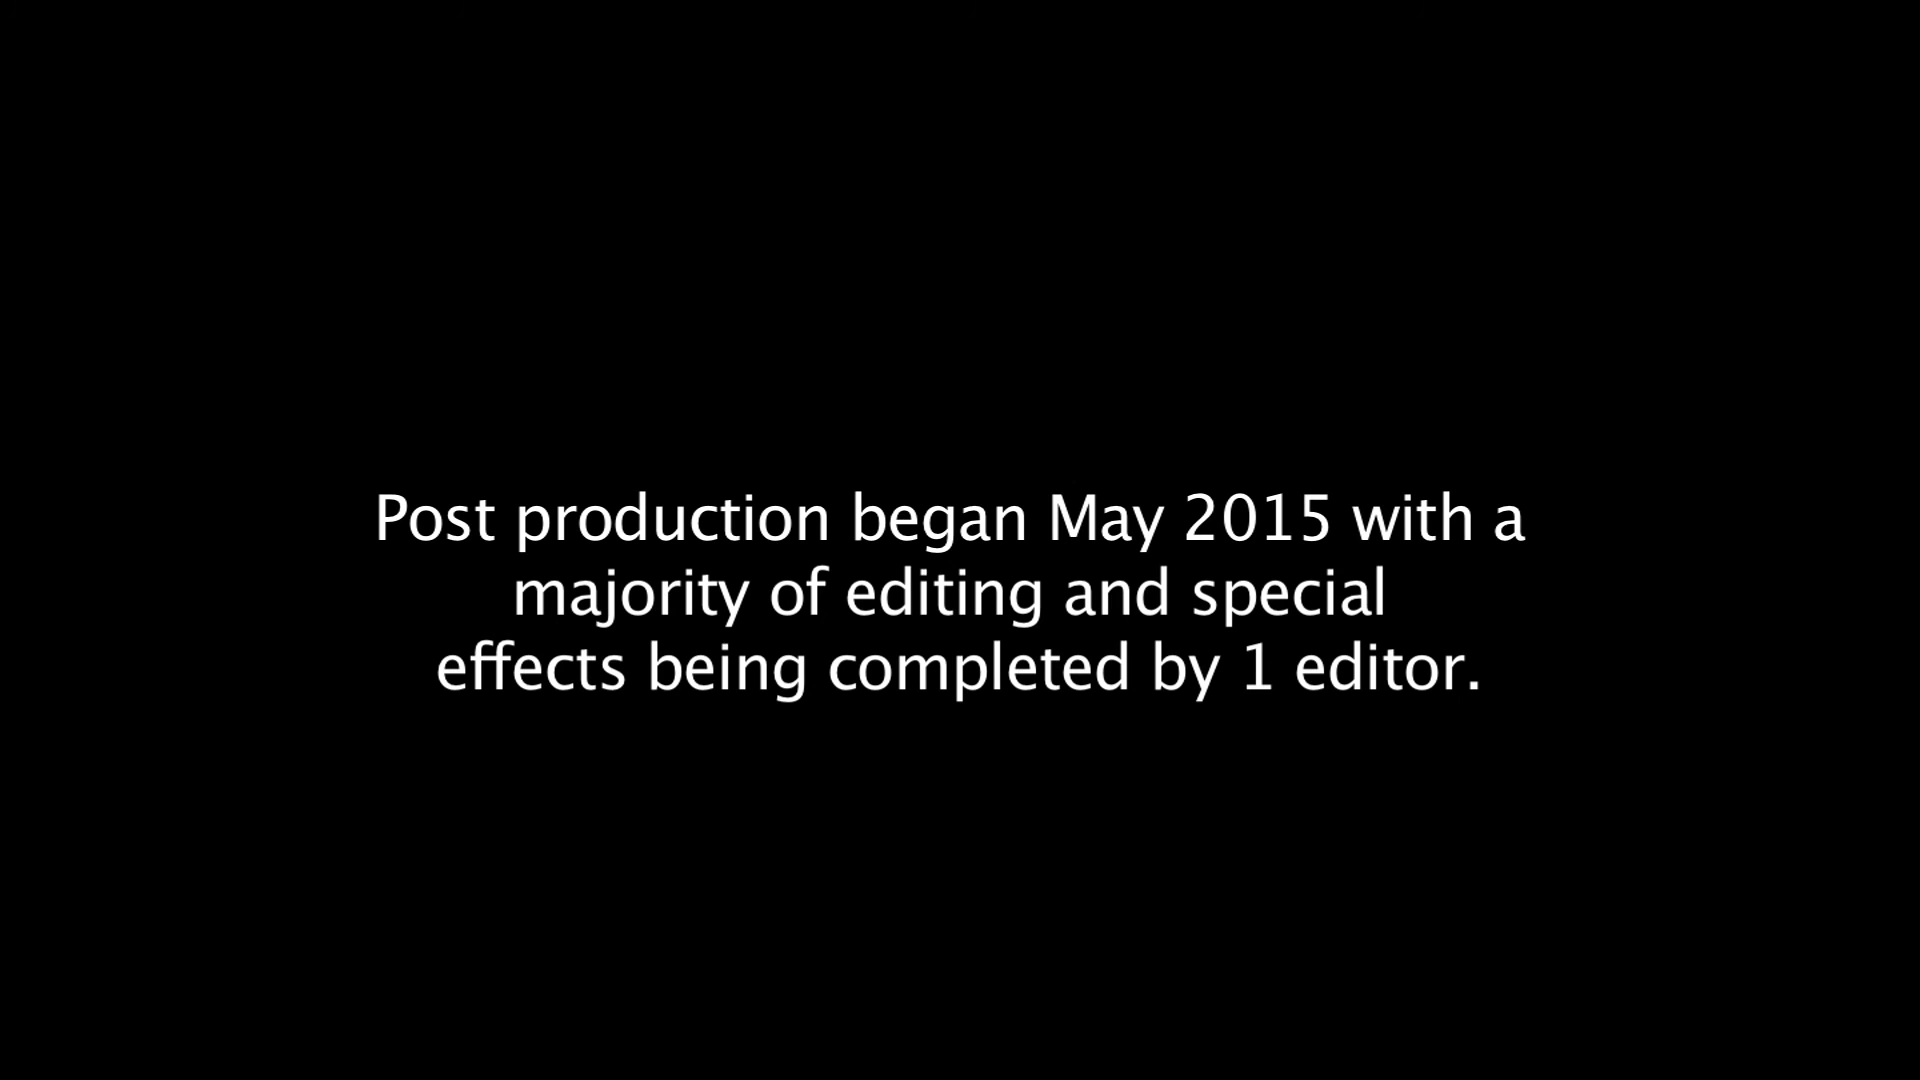 Post production began May 2015 with a
majority of editing and special
effects being completed by 1 editor.